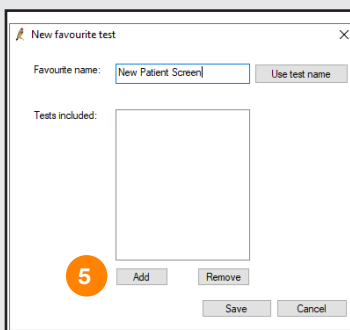 New favourite test
Favourite name: New Patient Screen Use test name
Tests included:
5 Add Remove
Save Cancel